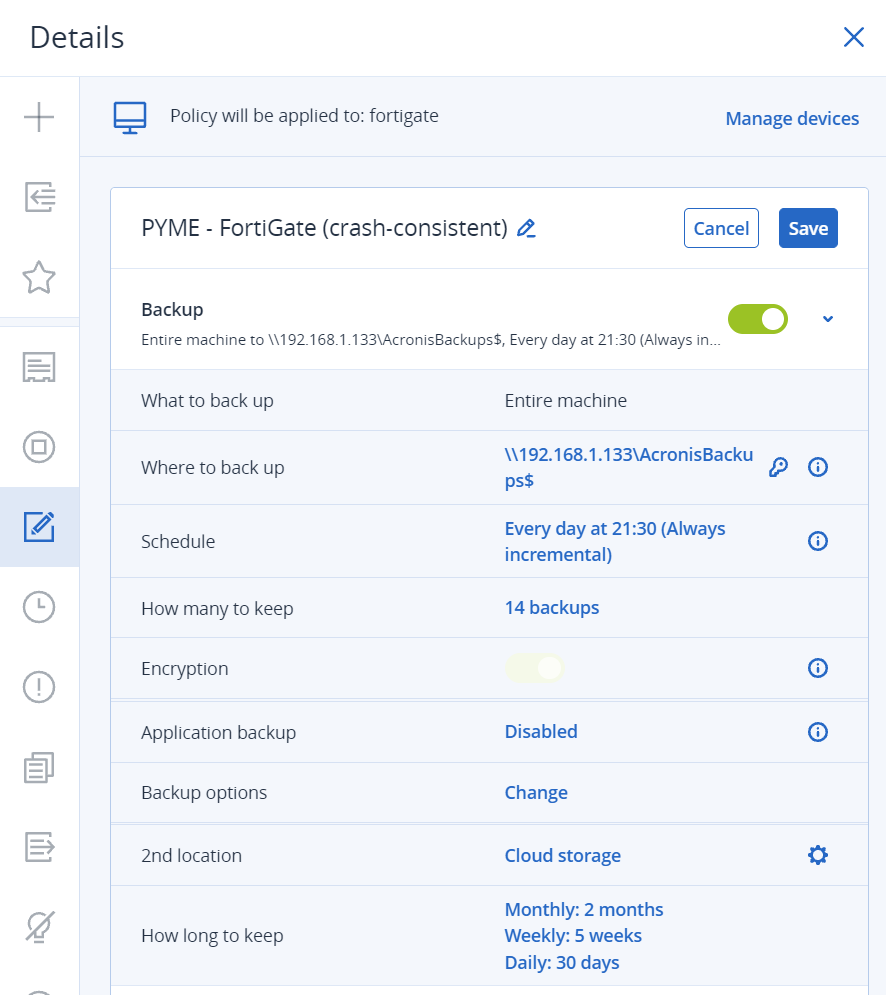 Details
Policy will be applied to: fortigate
Manage devices
PYME - FortiGate (crash-consistent)
Cancel
Save
Backup
Entire machine to \\192.168.1.133\AcronisBackups$, Every day at 21:30 (Always in...
What to back up
Entire machine
Where to back up
\\192.168.1.133\AcronisBacku
ps$
Schedule
Every day at 21:30 (Always
incremental)
How many to keep
14 backups
Encryption
Application backup
Disabled
Backup options
Change
2nd location
Cloud storage
How long to keep
Monthly: 2 months
Weekly: 5 weeks
Daily: 30 days